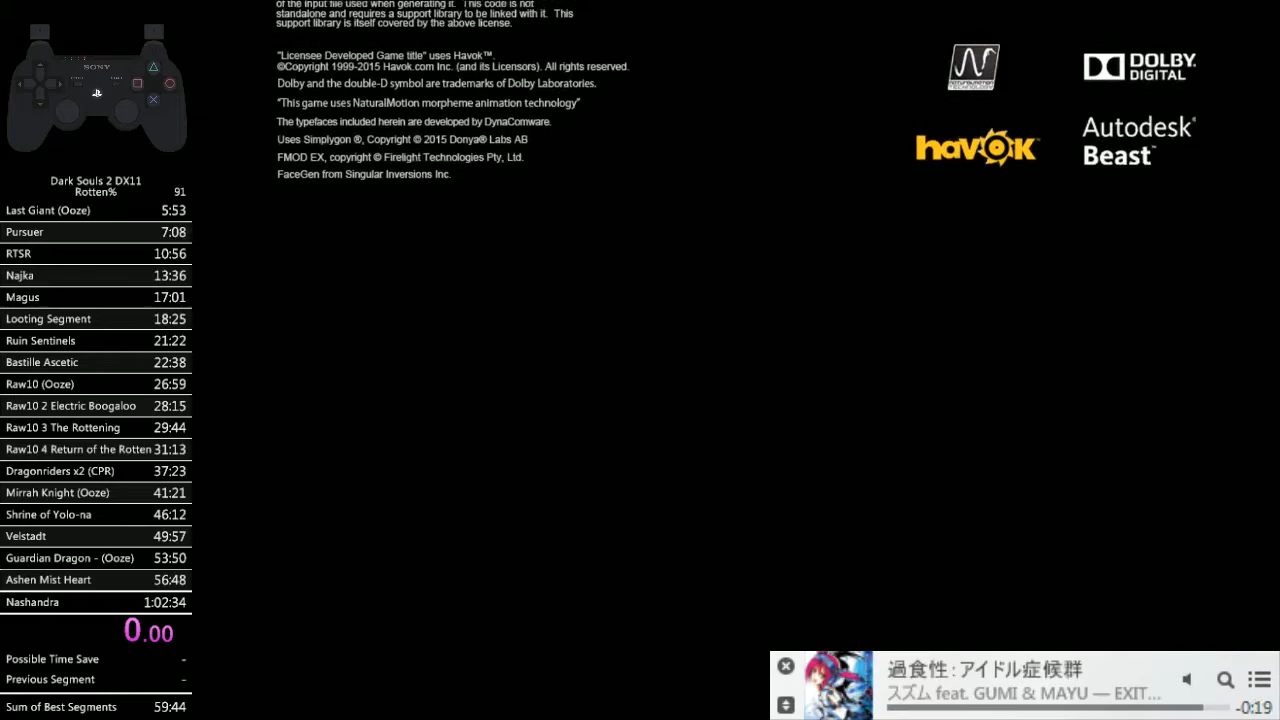 of the input file used when generating it. This code is not
standalone and requires a support library to be linked with it. This
support library is itself covered by the above license.
"Licensee Developed Game title" uses Havok™.
©Copyright 1999-2015 Havok.com Inc. (and its Licensors). All rights reserved.
Dolby and the double-D symbol are trademarks of Dolby Laboratories.
"This game uses NaturalMotion morpheme animation technology"
The typefaces included herein are developed by DynaComware.
Uses Simplygon ®, Copyright © 2015 Donya® Labs AB
FMOD EX, copyright © Firelight Technologies Pty, Ltd.
FaceGen from Singular Inversions Inc.
DOLBY
DIGITAL
havok™
Autodesk®
Beast™
SONY
Dark Souls 2 DX11
Rotten% 91
Last Giant (Ooze) 5:53
Pursuer 7:08
RTSR 10:56
Najka 13:36
Magus 17:01
Looting Segment 18:25
Ruin Sentinels 21:22
Bastille Ascetic 22:38
Raw10 (Ooze) 26:59
Raw10 2 Electric Boogaloo 28:15
Raw10 3 The Rottening 29:44
Raw10 4 Return of the Rotten 31:13
Dragonriders x2 (CPR) 37:23
Mirrah Knight (Ooze) 41:21
Shrine of Yolo-na 46:12
Velstadt 49:57
Guardian Dragon - (Ooze) 53:50
Ashen Mist Heart 56:48
Nashandra 1:02:34
0.00
Possible Time Save -
Previous Segment -
Sum of Best Segments 59:44
過食性:アイドル症候群
スズム feat. GUMI & MAYU — EXIT...
-0:19